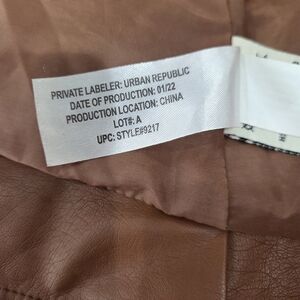 PRIVATE LABELER: URBAN REPUBLIC
DATE OF PRODUCTION: 01/22
PRODUCTION LOCATION: CHINA
LOT#: A
UPC: STYLE#9217